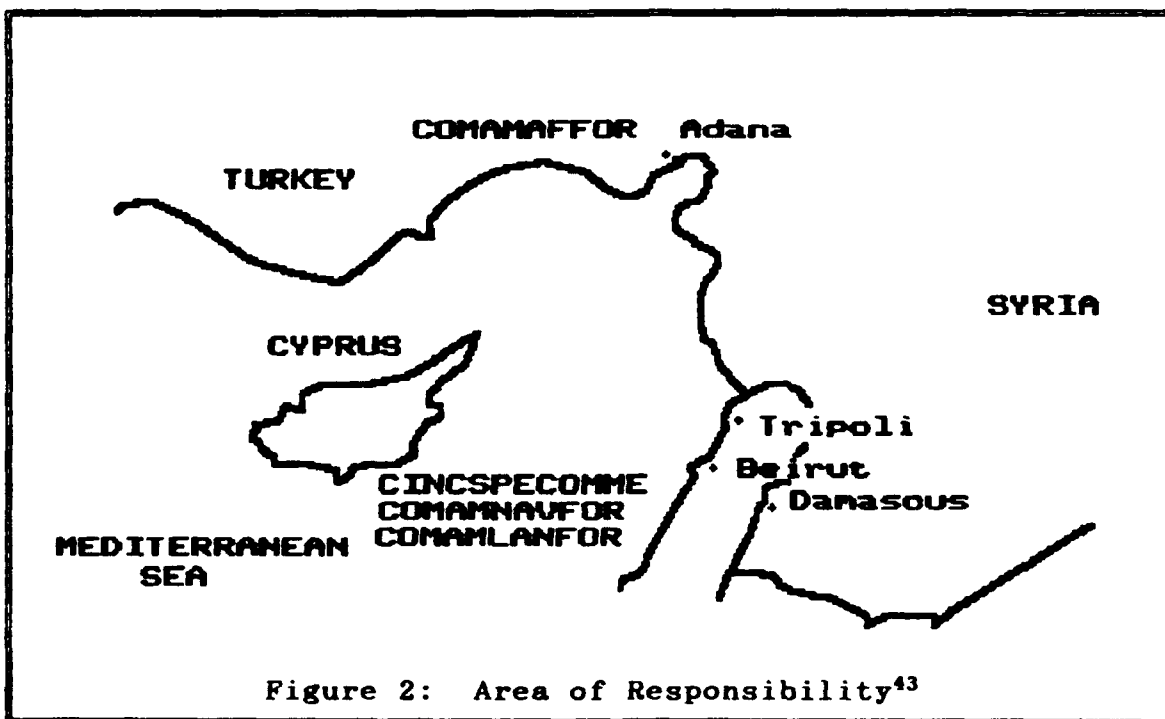 COMAMAFFOR Adana
TURKEY
SYRIA
CYPRUS
Tripoli
Beirut
Damasous
CINCSPECOMME
COMAMNAVFOR
COMAMLANFOR
MEDITERRANEAN
SEA
Figure 2: Area of Responsibility43